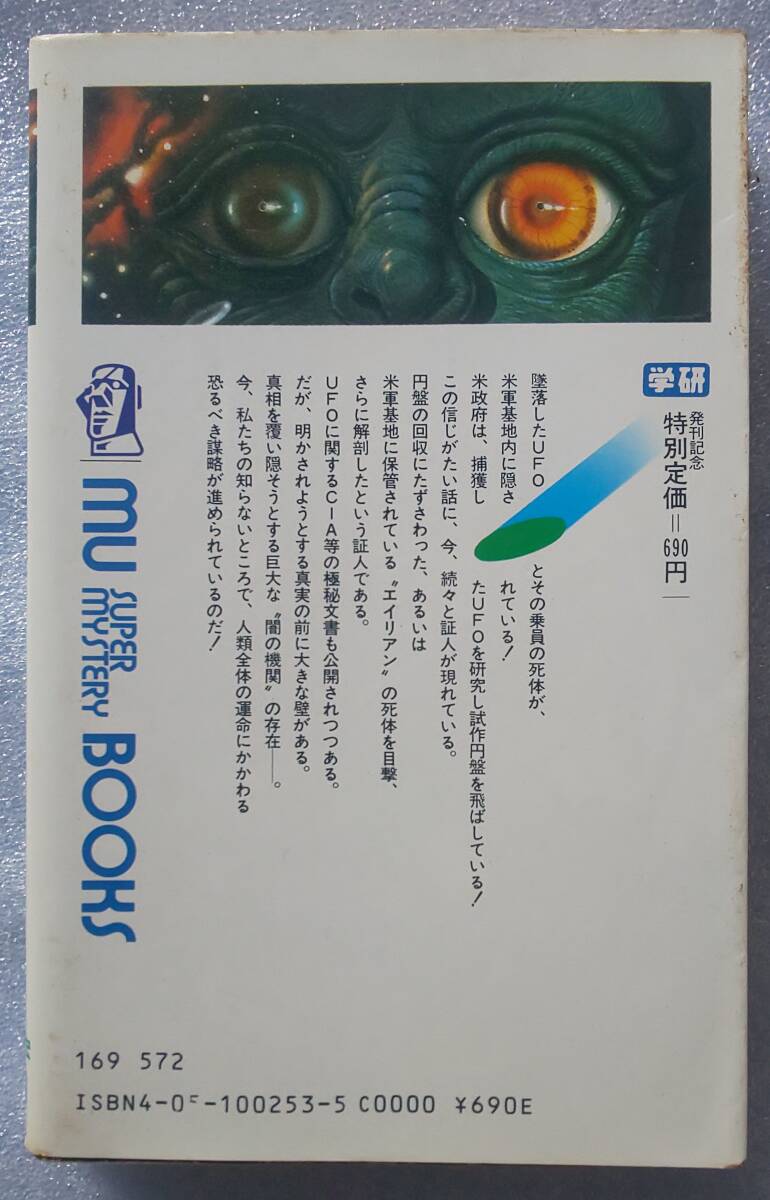 学研
発刊記念
特別定価＝690円
墜落したUFOとその乗員の死体が、
米軍基地内に隠されている！
米政府は、捕獲したUFOを研究し試作円盤を飛ばしている！
この信じがたい話に、今、続々と証人が現れている。
円盤の回収にたずさわった、あるいは
米軍基地に保管されている〝エイリアン〟の死体を目撃、
さらに解剖したという証人である。
UFOに関するCIA等の極秘文書も公開されつつある。
だが、明かされようとする真実の前に大きな壁がある。
真相を覆い隠そうとする巨大な〝闇の機関〟の存在――。
今、私たちの知らないところで、人類全体の運命にかかわる
恐るべき謀略が進められているのだ！
MU SUPER MYSTERY BOOKS
169 572
ISBN4-05-100253-5 C0000 ¥690E